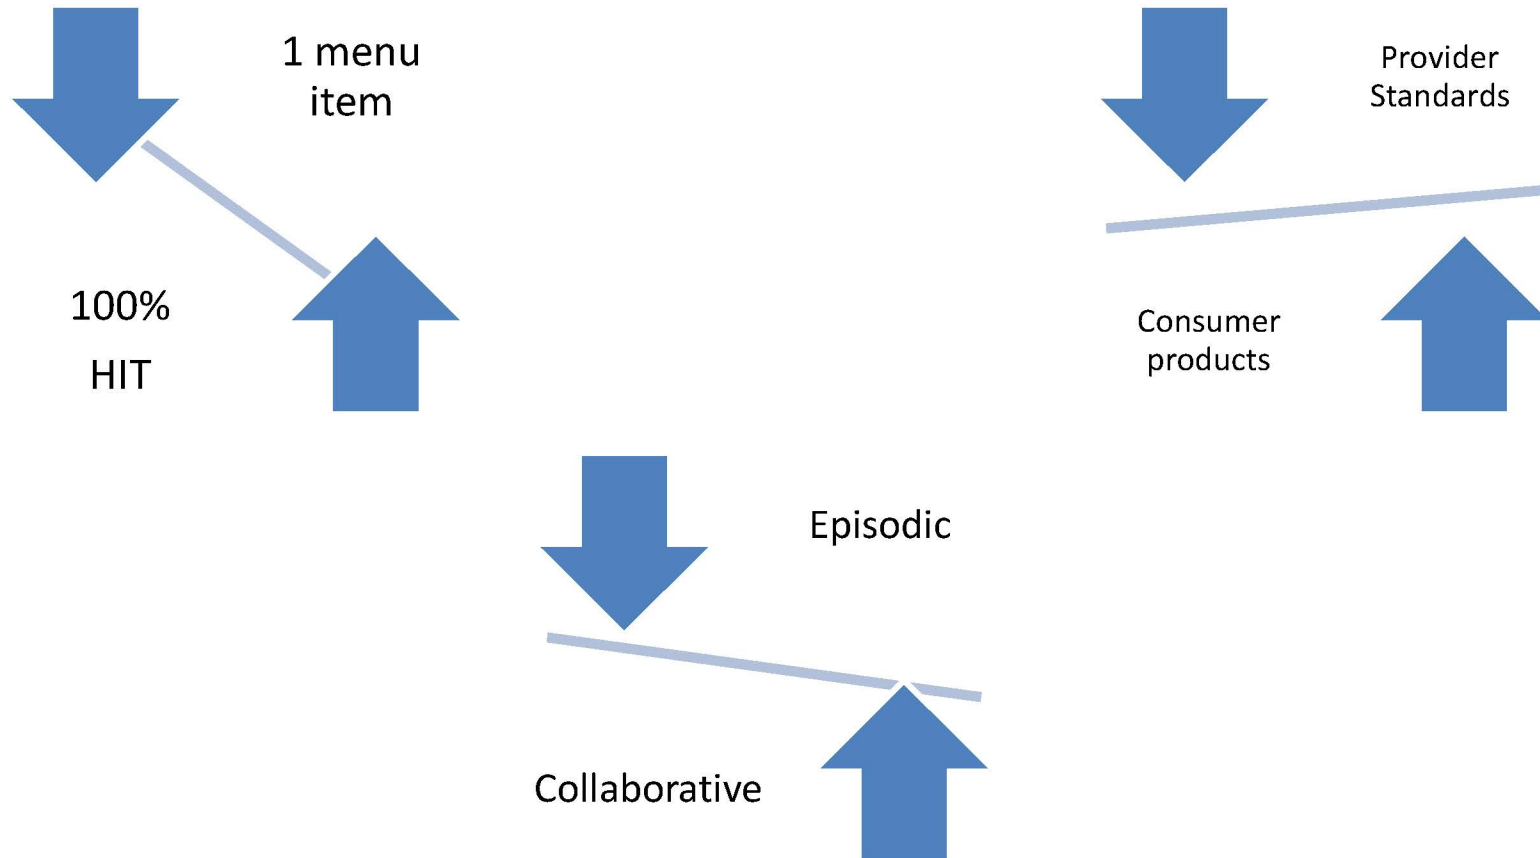 1 menu
item
100%
HIT
Provider
Standards
Consumer
products
Episodic
Collaborative